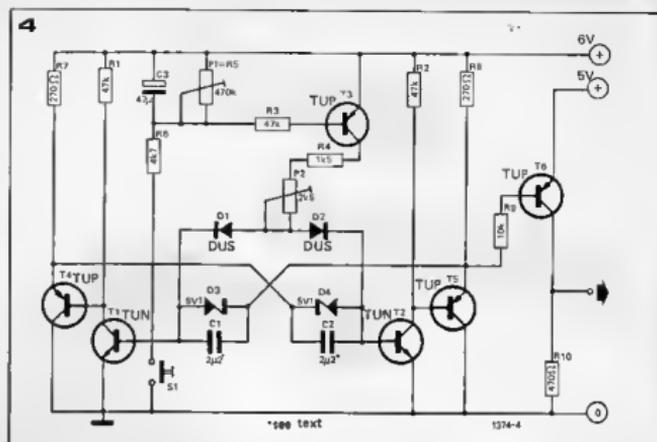 4
6V
5V
R7
270Ω
R1
47k
C3
47µ
P1=R5
470k
R6
4k7
R3
47k
T3
TUP
R4
1k5
P2
2k5
R2
47k
R8
270Ω
TUP
T6
R9
10k
D1
DUS
D2
DUS
T4
TUP
T1
TUN
5V1
D3
C1
2µ2*
5V1
D4
C2
2µ2*
TUN
T2
TUP
T5
S1
R10
470Ω
0
*see text
1374-4